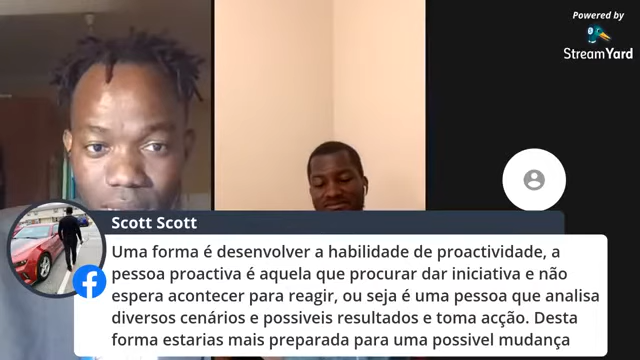 Powered by
StreamYard
Scott Scott
Uma forma é desenvolver a habilidade de proactividade, a
pessoa proactiva é aquela que procurar dar iniciativa e não
espera acontecer para reagir, ou seja é uma pessoa que analisa
diversos cenários e possiveis resultados e toma acção. Desta
forma estarias mais preparada para uma possivel mudança